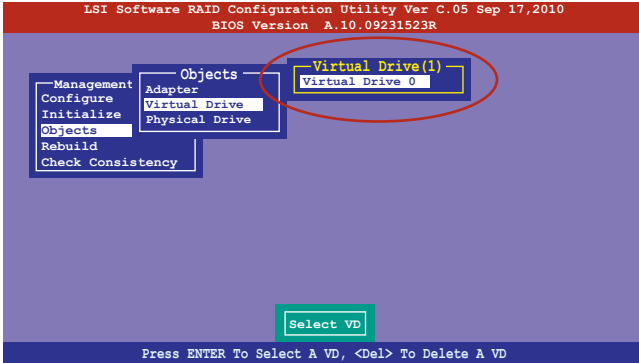 LSI Software RAID Configuration Utility Ver C.05 Sep 17,2010
BIOS Version A.10.09231523R
Management
Configure
Initialize
Objects
Rebuild
Check Consistency
Objects
Adapter
Virtual Drive
Physical Drive
Virtual Drive(1)
Virtual Drive 0
Select VD
Press ENTER To Select A VD, <Del> To Delete A VD